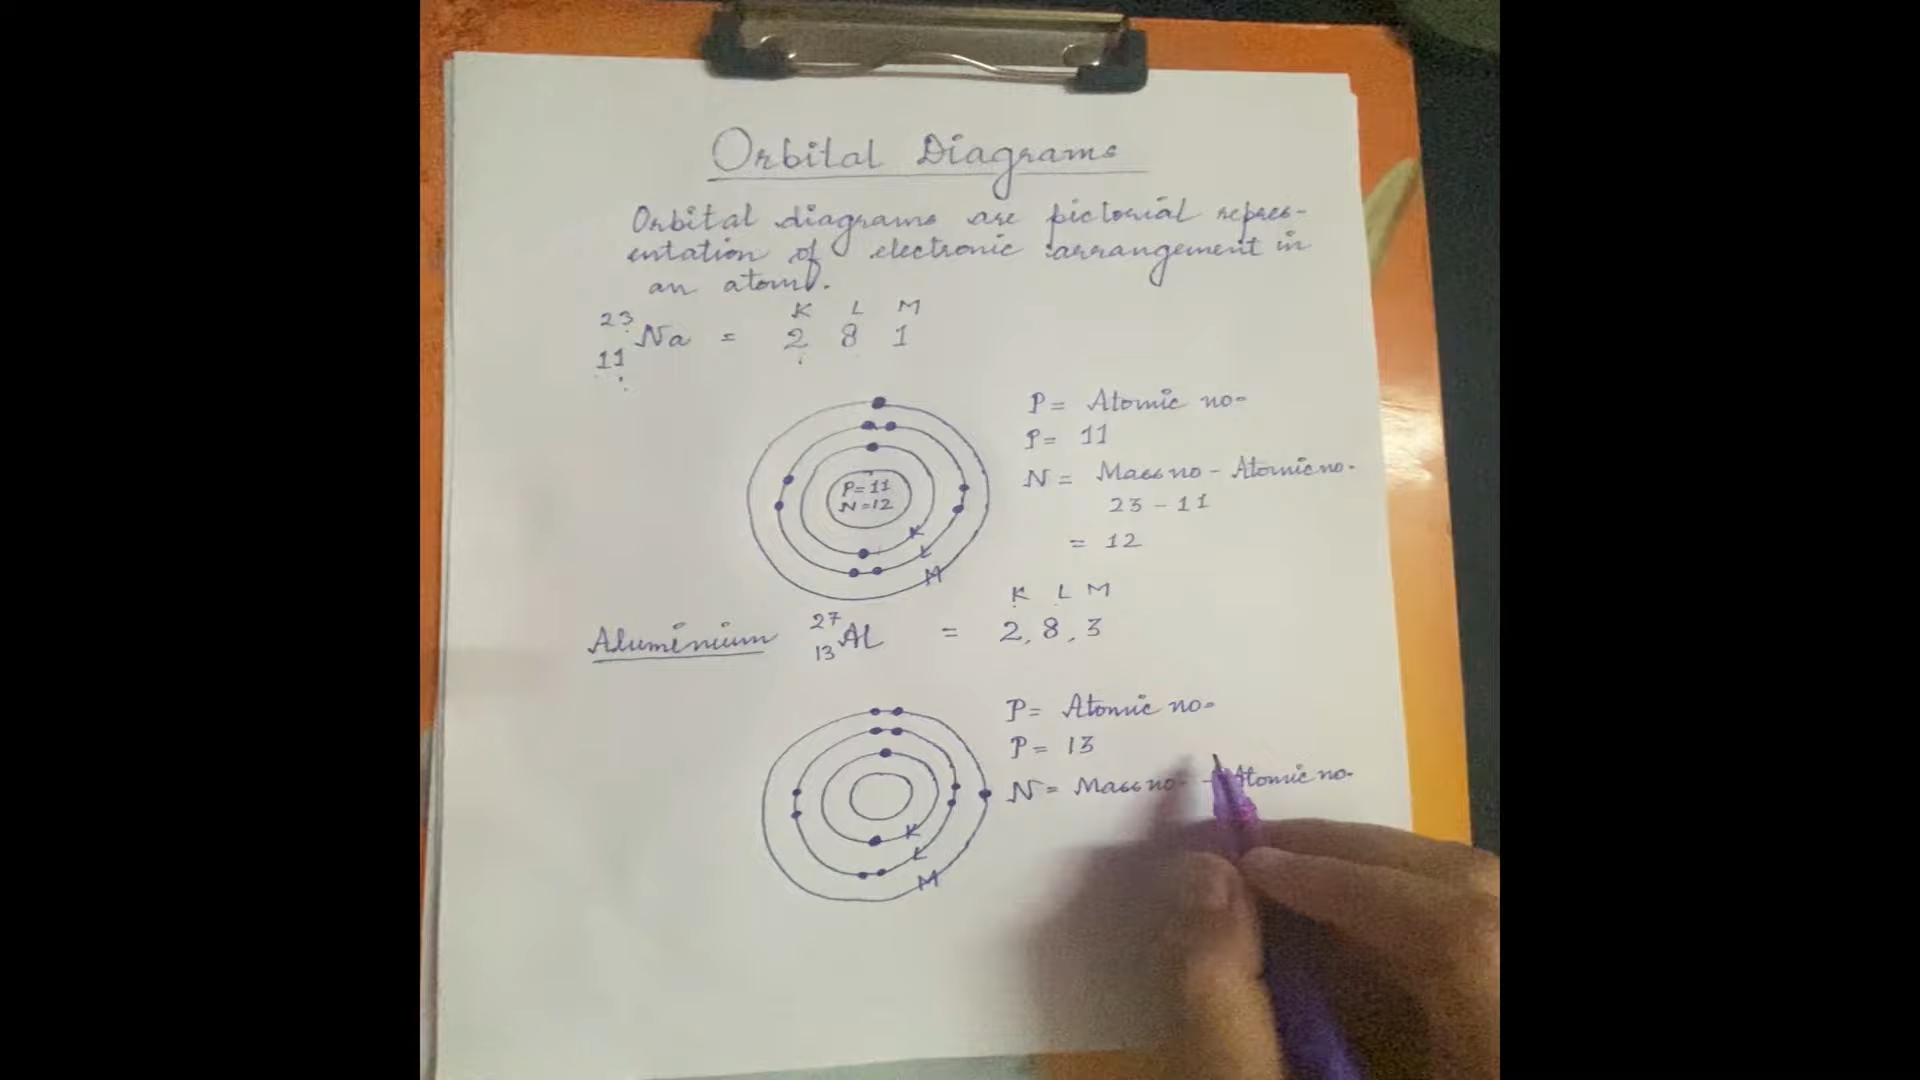 Orbital Diagrams
Orbital diagrams are pictorial repres-
entation of electronic arrangement in
an atom.
K L M
23
11 Na = 2 8 1
P = Atomic no-
P = 11
N = Mass no - Atomic no.
23 - 11
= 12
P = 11
N = 12
K
L
M
K L M
Aluminium 27 13 Al = 2, 8, 3
P = Atomic no-
P = 13
N = Mass no- - Atomic no-
K
L
M